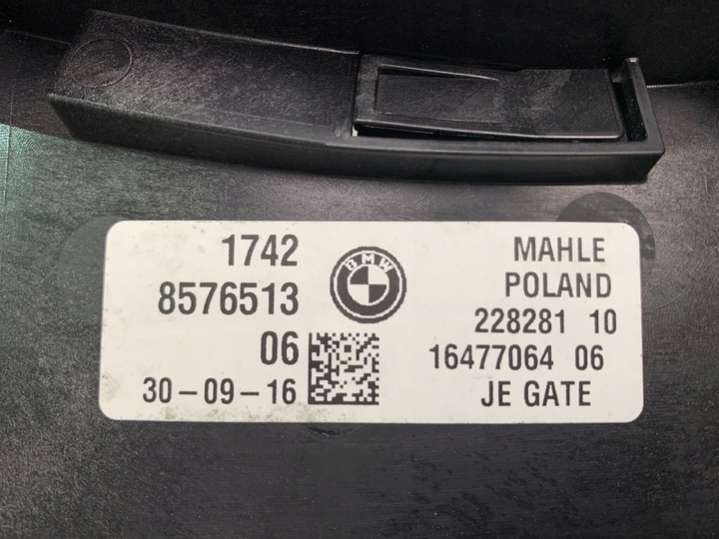 1742
8576513
06
30-09-16
BMW
MAHLE
POLAND
228281 10
16477064 06
JE GATE